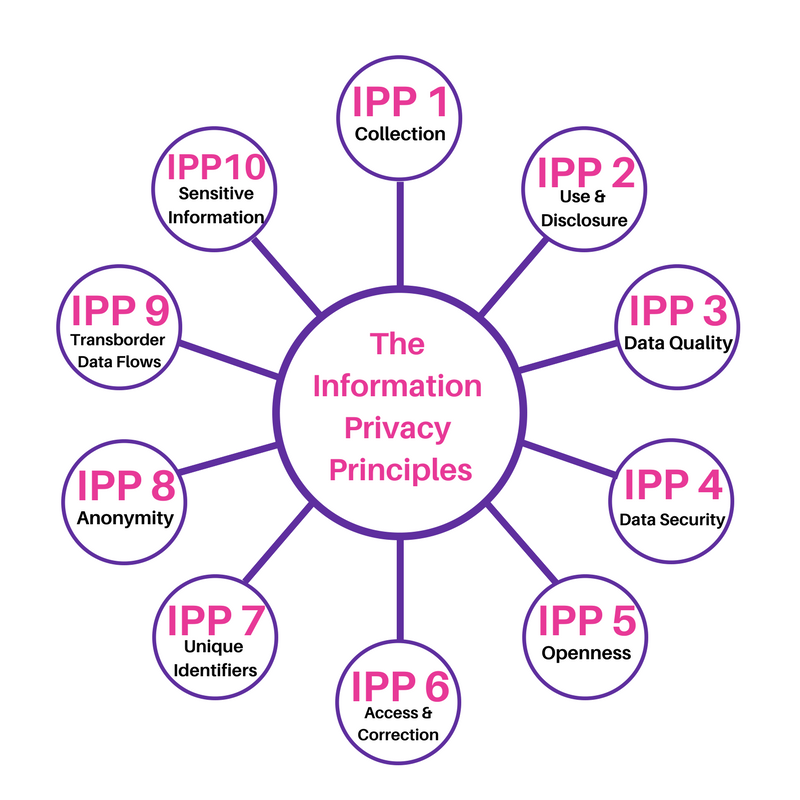 The
Information
Privacy
Principles
IPP 1
Collection
IPP 2
Use &
Disclosure
IPP 3
Data Quality
IPP 4
Data Security
IPP 5
Openness
IPP 6
Access &
Correction
IPP 7
Unique
Identifiers
IPP 8
Anonymity
IPP 9
Transborder
Data Flows
IPP10
Sensitive
Information